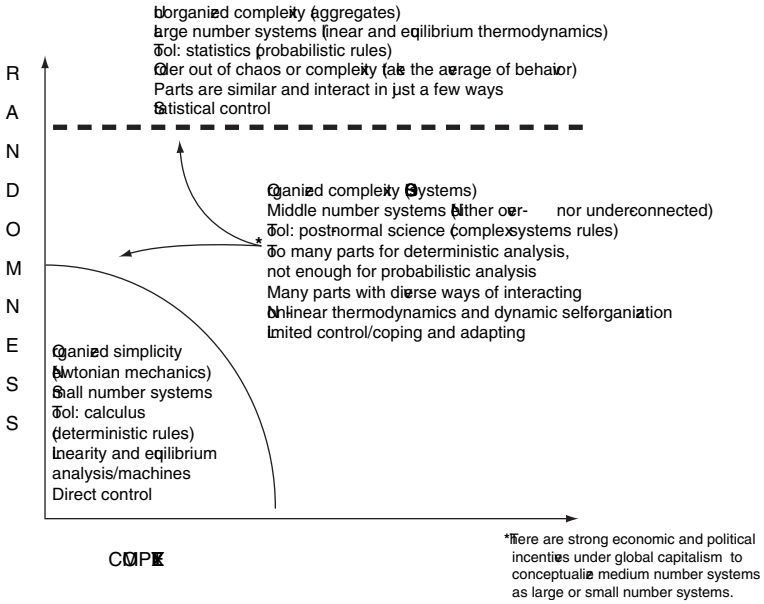 Unorganized complexity (aggregates)
Large number systems (linear and equilibrium thermodynamics)
Tool: statistics (probabilistic rules)
Order out of chaos or complexity (take the average of behavior)
Parts are similar and interact in just a few ways
Statistical control
RANDOMNESS
Organized complexity (Systems)
Middle number systems (Neither over- nor under-connected)
Tool: post-normal science (complex systems rules)
*
Too many parts for deterministic analysis,
not enough for probabilistic analysis
Many parts with diverse ways of interacting
Non-linear thermodynamics and dynamic self-organization
Limited control/coping and adapting
Organized simplicity
(Newtonian mechanics)
Small number systems
Tool: calculus
(deterministic rules)
Linearity and equilibrium
analysis/machines
Direct control
COMPLEXITY
*There are strong economic and political
incentives under global capitalism to
conceptualize medium number systems
as large or small number systems.